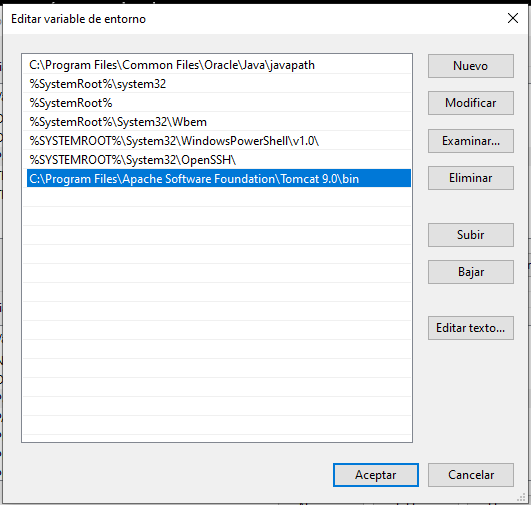 Editar variable de entorno
C:\Program Files\Common Files\Oracle\Java\javapath
%SystemRoot%\system32
%SystemRoot%
%SystemRoot%\System32\Wbem
%SYSTEMROOT%\System32\WindowsPowerShell\v1.0\
%SYSTEMROOT%\System32\OpenSSH\
C:\Program Files\Apache Software Foundation\Tomcat 9.0\bin
Nuevo
Modificar
Examinar...
Eliminar
Subir
Bajar
Editar texto...
Aceptar
Cancelar